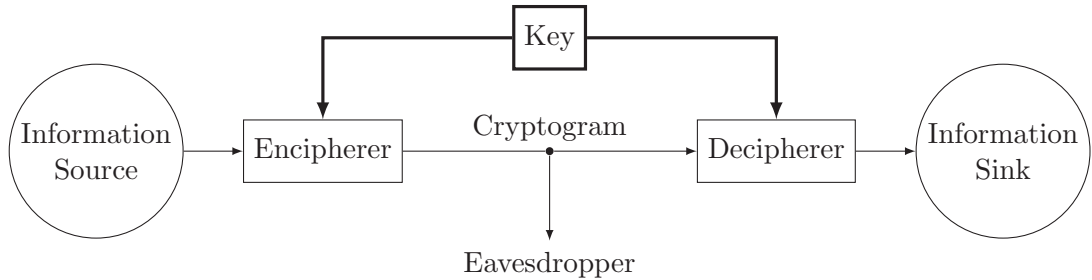 Key
Information
Source
Encipherer
Cryptogram
Decipherer
Information
Sink
Eavesdropper